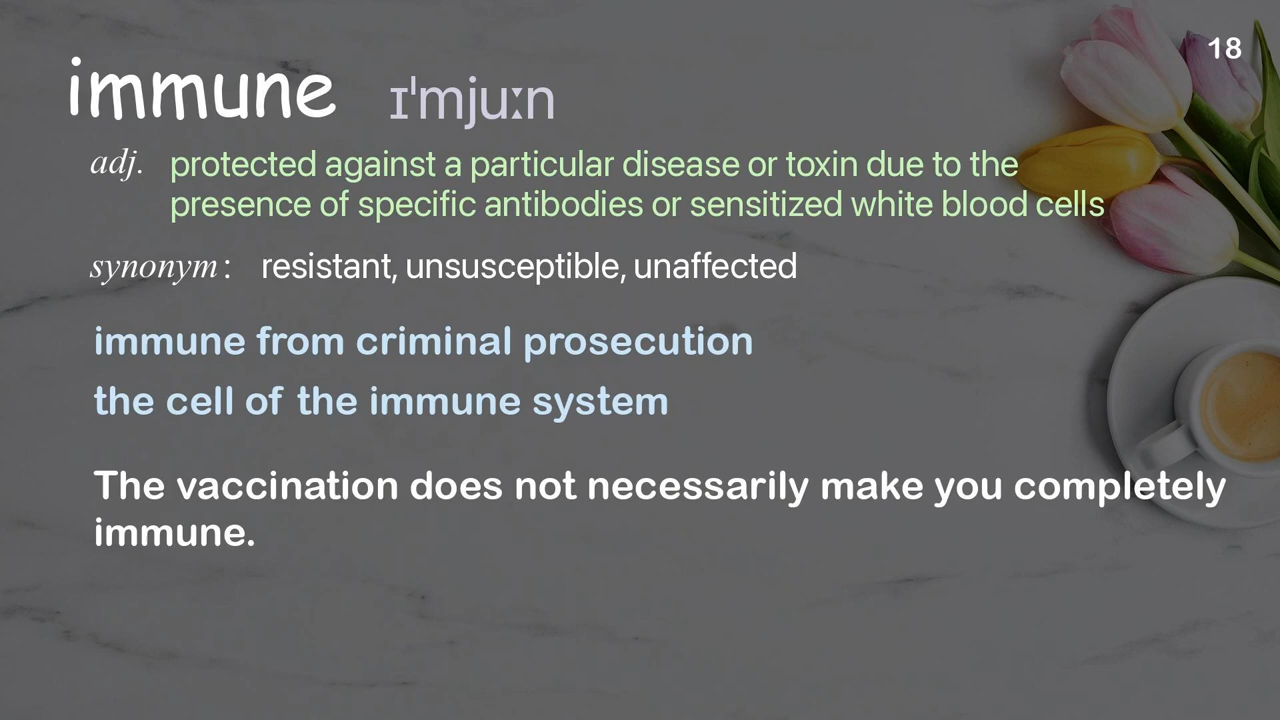 18
immune ɪˈmjuːn
adj. protected against a particular disease or toxin due to the
presence of specific antibodies or sensitized white blood cells
synonym : resistant, unsusceptible, unaffected
immune from criminal prosecution
the cell of the immune system
The vaccination does not necessarily make you completely
immune.